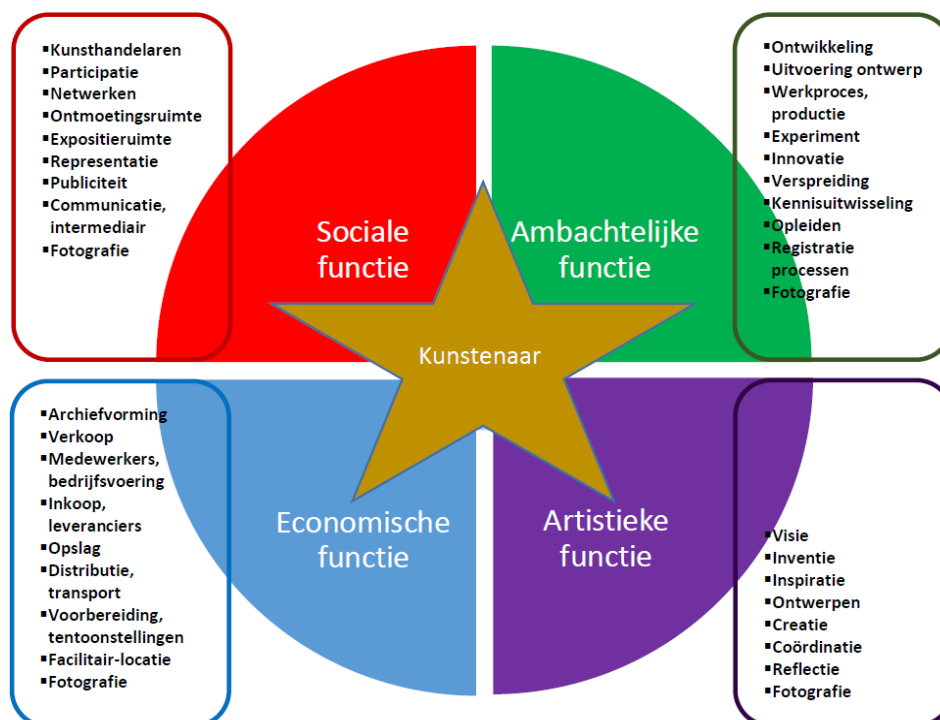 ▪Kunsthandelaren
▪Participatie
▪Netwerken
▪Ontmoetingsruimte
▪Expositieruimte
▪Representatie
▪Publiciteit
▪Communicatie,
intermediair
▪Fotografie
Sociale
functie
Ambachtelijke
functie
▪Ontwikkeling
▪Uitvoering ontwerp
▪Werkproces,
productie
▪Experiment
▪Innovatie
▪Verspreiding
▪Kennisuitwisseling
▪Opleiden
▪Registratie
processen
▪Fotografie
Kunstenaar
▪Archiefvorming
▪Verkoop
▪Medewerkers,
bedrijfsvoering
▪Inkoop,
leveranciers
▪Opslag
▪Distributie,
transport
▪Voorbereiding,
tentoonstellingen
▪Facilitair-locatie
▪Fotografie
Economische
functie
Artistieke
functie
▪Visie
▪Inventie
▪Inspiratie
▪Ontwerpen
▪Creatie
▪Coördinatie
▪Reflectie
▪Fotografie